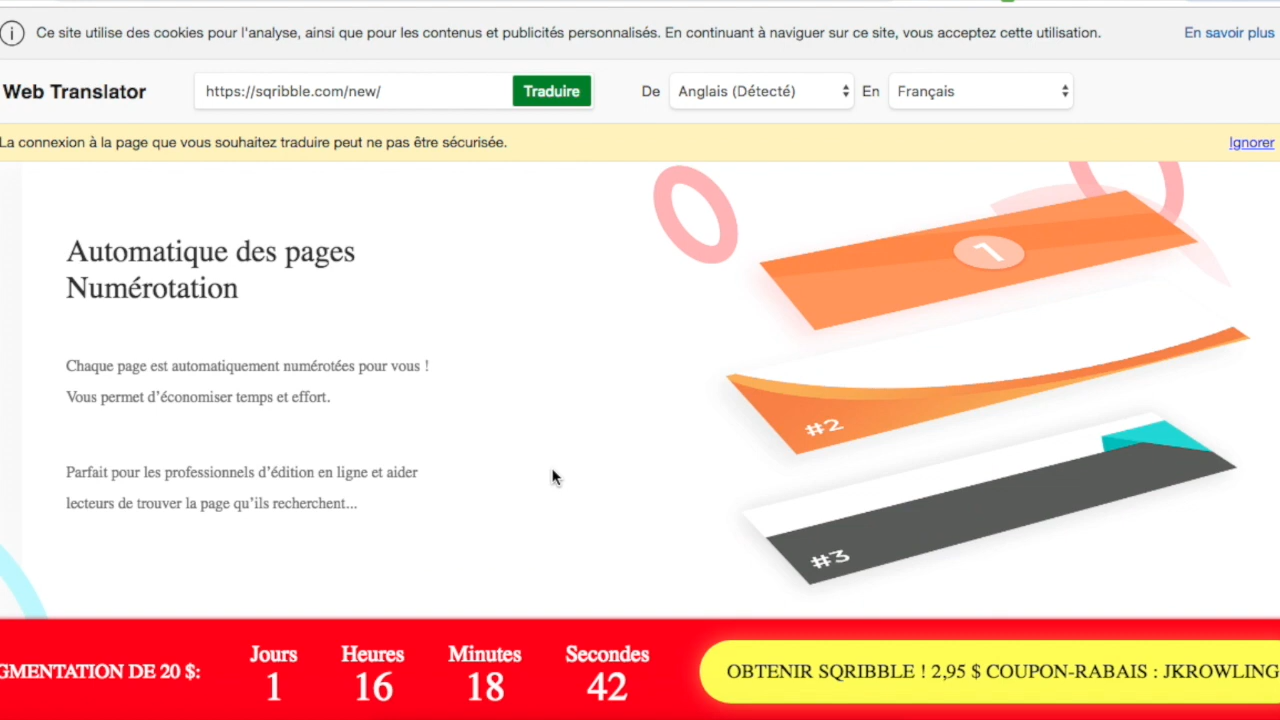 Ce site utilise des cookies pour l'analyse, ainsi que pour les contenus et publicités personnalisés. En continuant à naviguer sur ce site, vous acceptez cette utilisation. En savoir plus
Web Translator https://sqribble.com/new/ Traduire De Anglais (Détecté) En Français
La connexion à la page que vous souhaitez traduire peut ne pas être sécurisée. Ignorer
Automatique des pages
Numérotation
Chaque page est automatiquement numérotées pour vous !
Vous permet d’économiser temps et effort.
Parfait pour les professionnels d’édition en ligne et aider
lecteurs de trouver la page qu’ils recherchent...
1
#2
#3
Jours Heures Minutes Secondes
GMENTATION DE 20 $: 1 16 18 42
OBTENIR SQRIBBLE ! 2,95 $ COUPON-RABAIS : JKROWLING